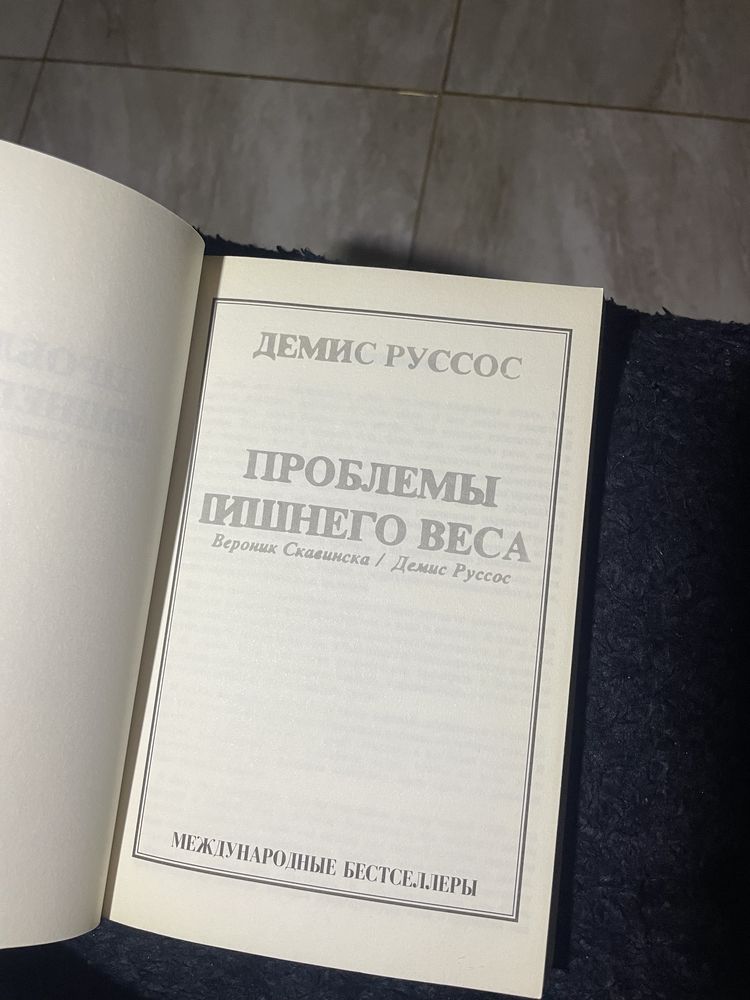 ДЕМИС РУССОС
ПРОБЛЕМЫ
ЛИШНЕГО ВЕСА
Вероник Скавинска / Демис Руссос
МЕЖДУНАРОДНЫЕ БЕСТСЕЛЛЕРЫ